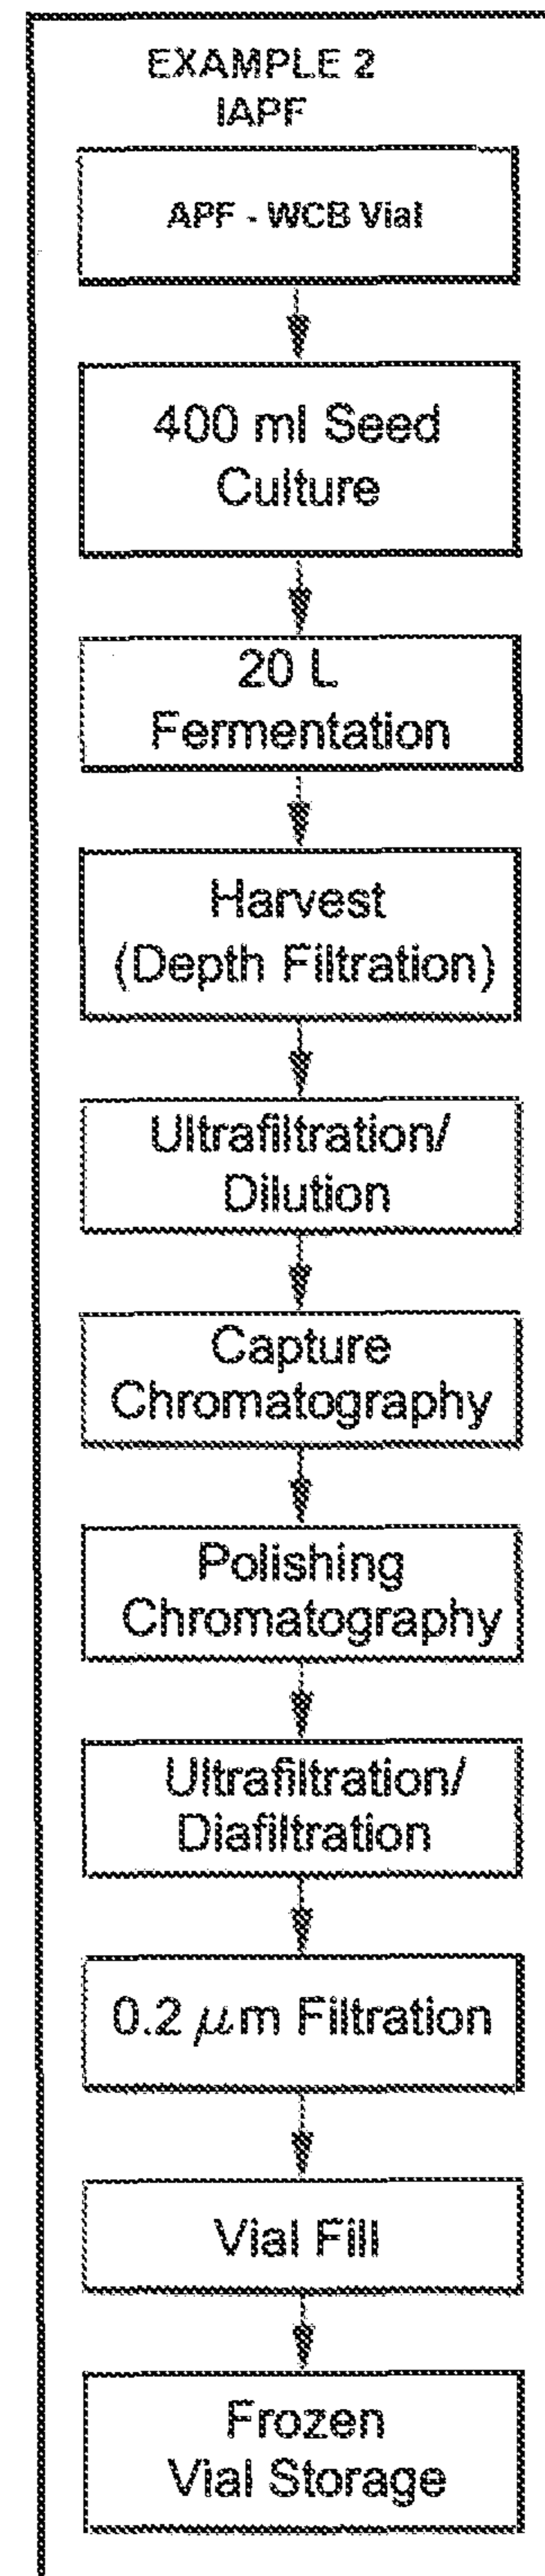 EXAMPLE 2
IAPF
APF - WCB Vial
400 ml Seed
Culture
20 L
Fermentation
Harvest
(Depth Filtration)
Ultrafiltration/
Dilution
Capture
Chromatography
Polishing
Chromatography
Ultrafiltration/
Diafiltration
0.2 μm Filtration
Vial Fill
Frozen
Vial Storage